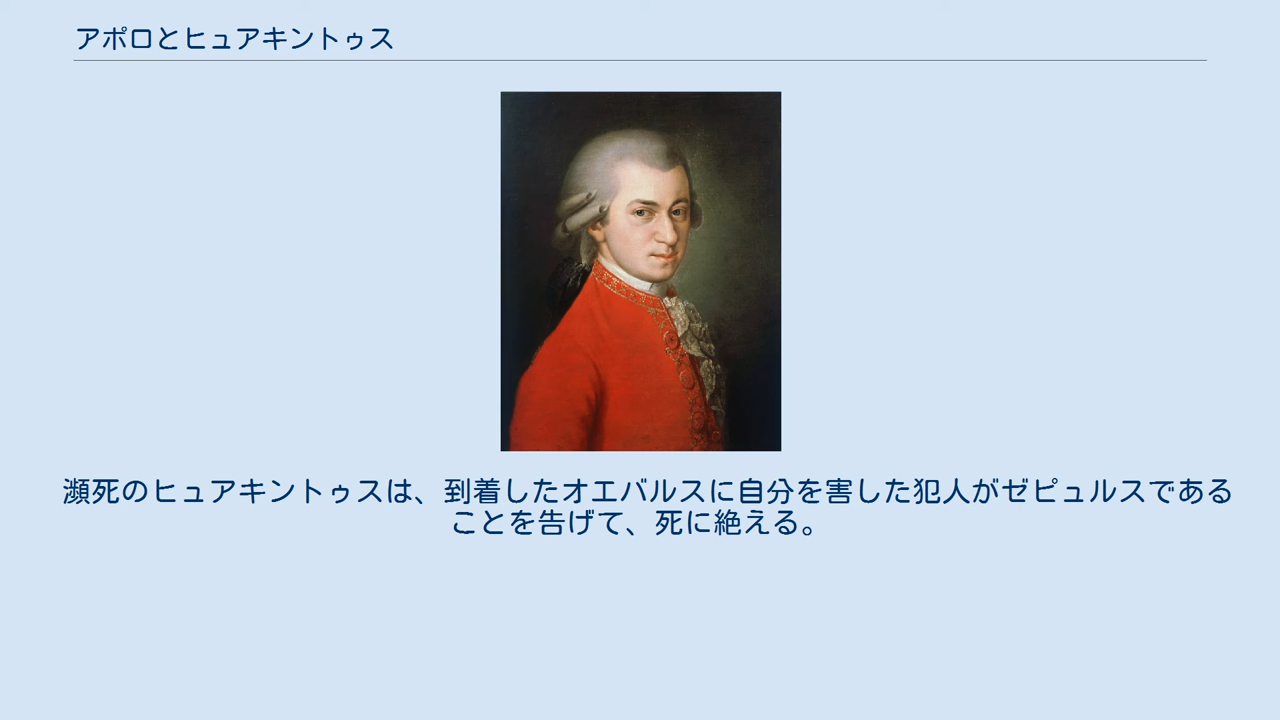 アポロとヒュアキントゥス
瀕死のヒュアキントゥスは、到着したオエバルスに自分を害した犯人がゼピュルスである
ことを告げて、死に絶える。